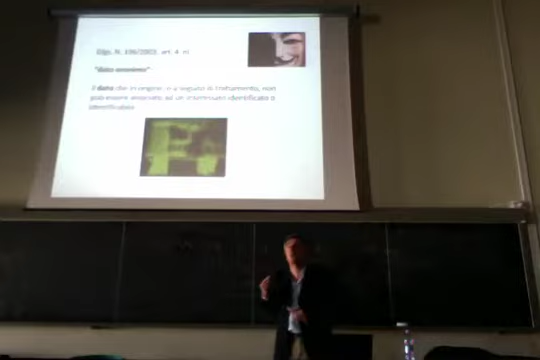 Dlgs. N. 196/2003. art. 4 n)
"dato anonimo"
il dato che in origine, o a seguito di trattamento, non
può essere associato ad un interessato identificato o
identificabile